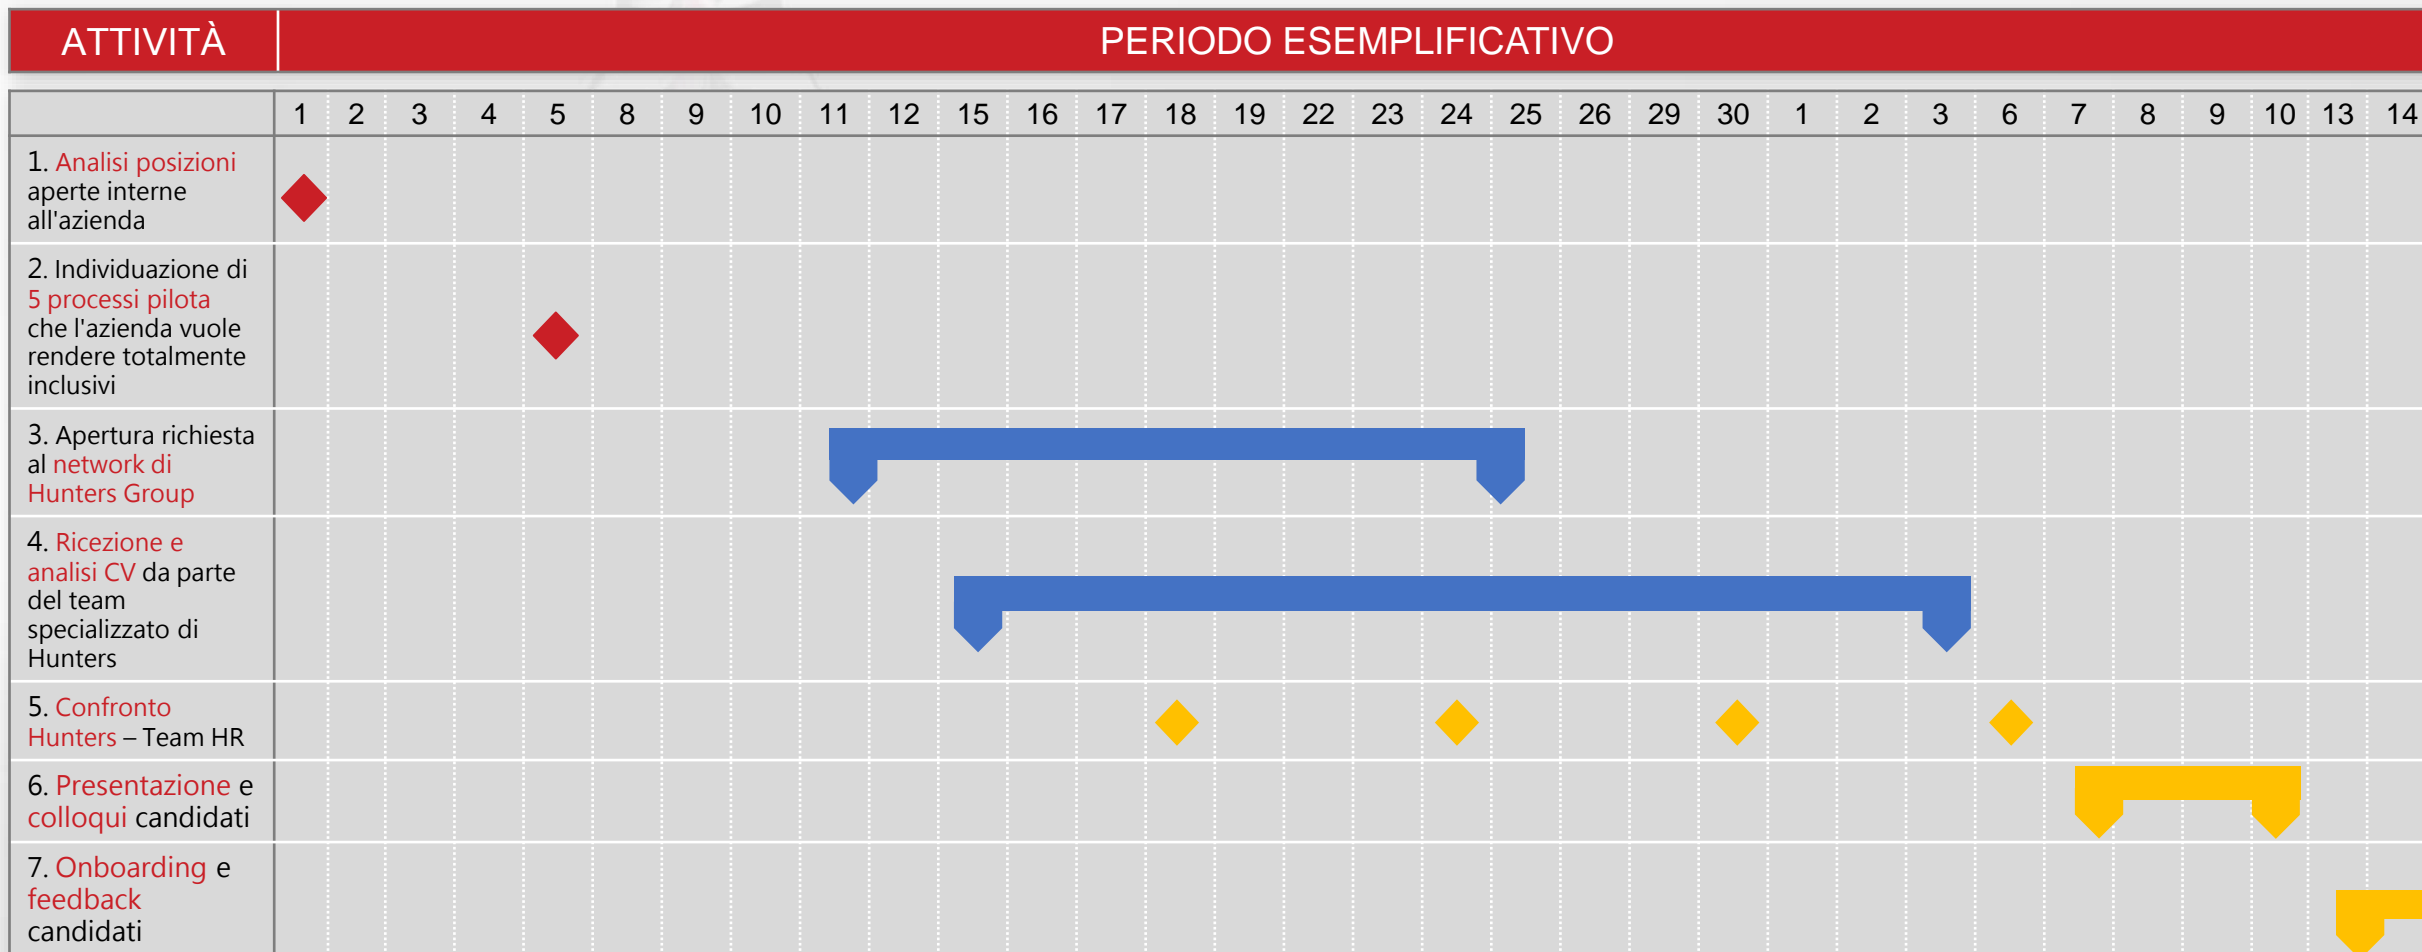 ATTIVITÀ
PERIODO ESEMPLIFICATIVO
1 2 3 4 5 8 9 10 11 12 15 16 17 18 19 22 23 24 25 26 29 30 1 2 3 6 7 8 9 10 13 14
1. Analisi posizioni
aperte interne
all'azienda
2. Individuazione di
5 processi pilota
che l'azienda vuole
rendere totalmente
inclusivi
3. Apertura richiesta
al network di
Hunters Group
4. Ricezione e
analisi CV da parte
del team
specializzato di
Hunters
5. Confronto
Hunters – Team HR
6. Presentazione e
colloqui candidati
7. Onboarding e
feedback
candidati